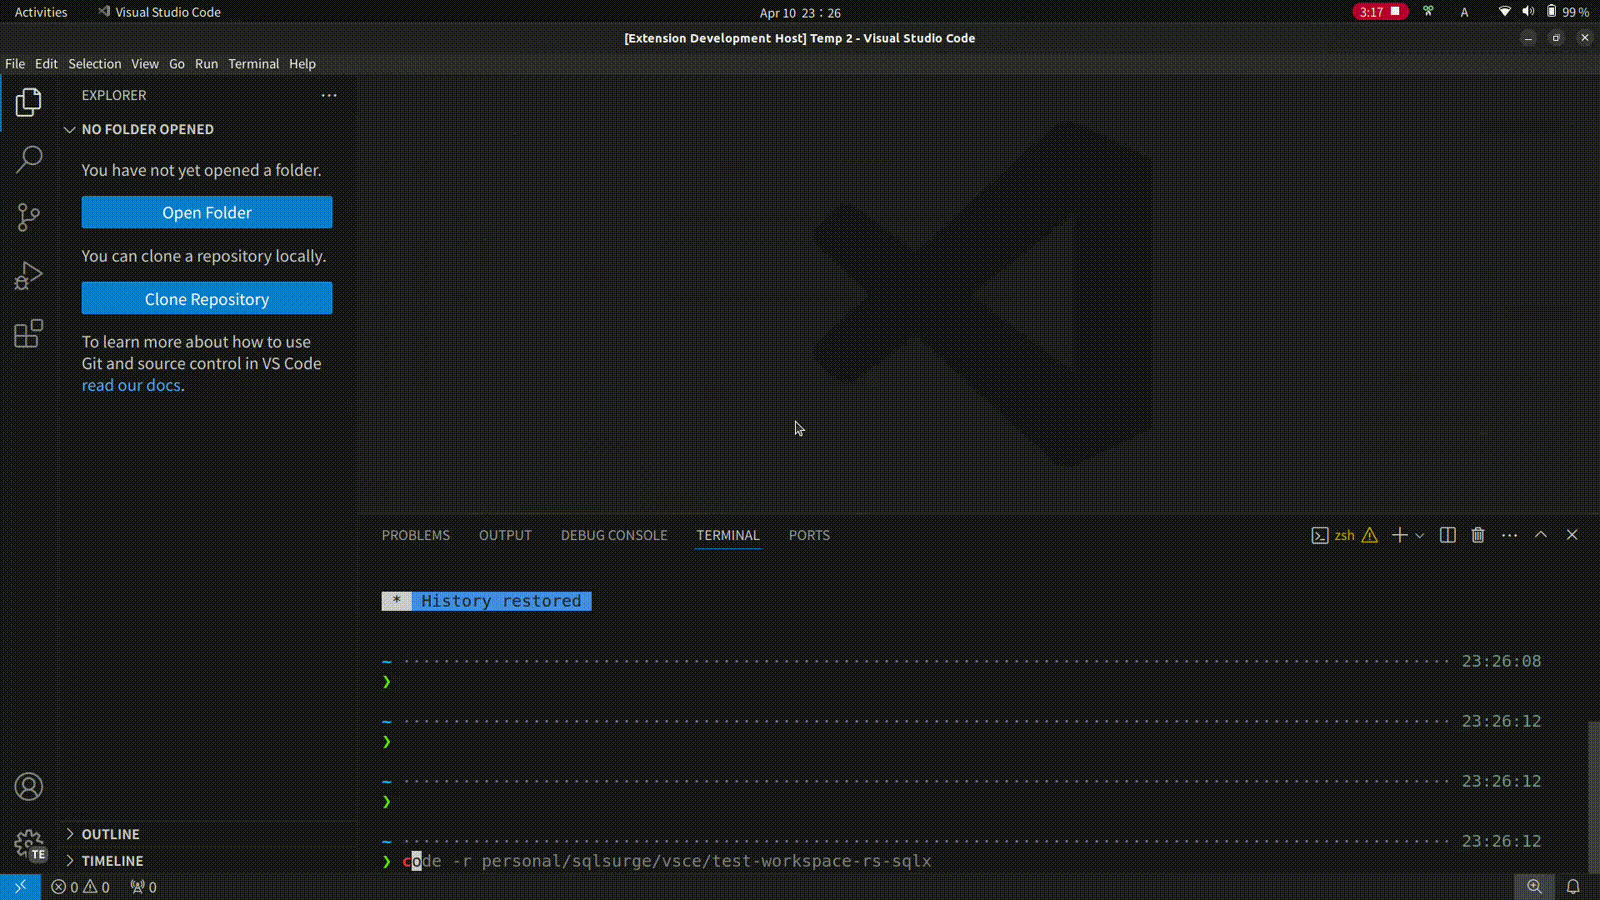 Activities Visual Studio Code Apr 10 23:26 3:17 A 99 %
[Extension Development Host] Temp 2 - Visual Studio Code
File Edit Selection View Go Run Terminal Help
EXPLORER
NO FOLDER OPENED
You have not yet opened a folder.
Open Folder
You can clone a repository locally.
Clone Repository
To learn more about how to use
Git and source control in VS Code
read our docs.
PROBLEMS OUTPUT DEBUG CONSOLE TERMINAL PORTS zsh
* History restored
~ 23:26:08
❯
~ 23:26:12
❯
~ 23:26:12
❯
~ 23:26:12
❯ code -r personal/sqlsurge/vsce/test-workspace-rs-sqlx
TE
OUTLINE
TIMELINE
0 0 0